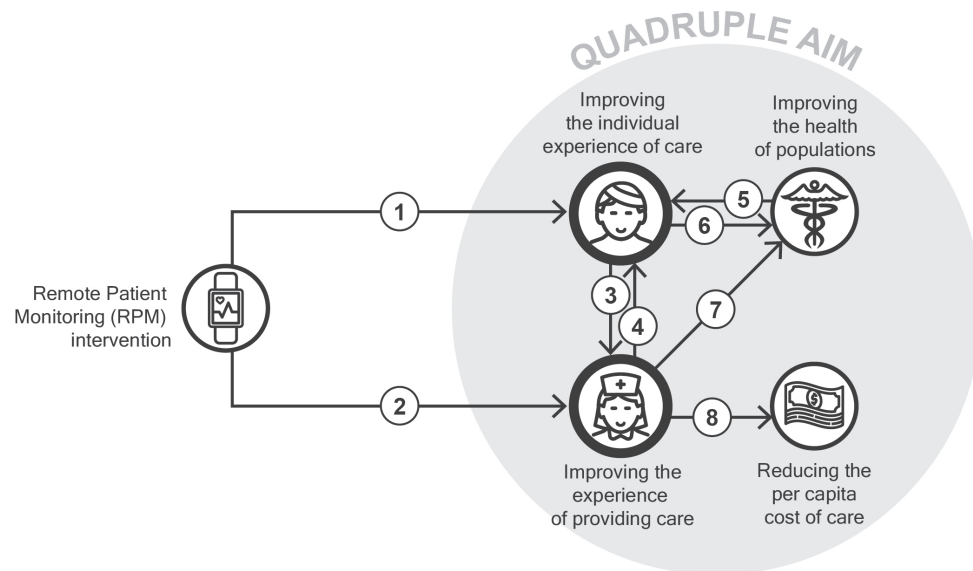 QUADRUPLE AIM
Improving
the individual
experience of care
Improving
the health
of populations
1
5
6
Remote Patient
Monitoring (RPM)
intervention
3
4
7
2
8
$
Improving the
experience
of providing care
Reducing the
per capita
cost of care